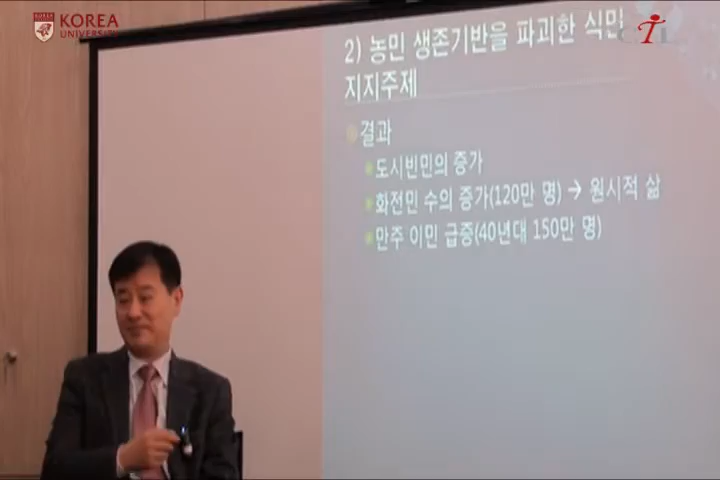 KOREA
UNIVERSITY
2) 농민 생존기반을 파괴한 식민
지지주제
결과
도시빈민의 증가
화전민 수의 증가(120만 명) → 원시적 삶
만주 이민 급증(40년대 150만 명)